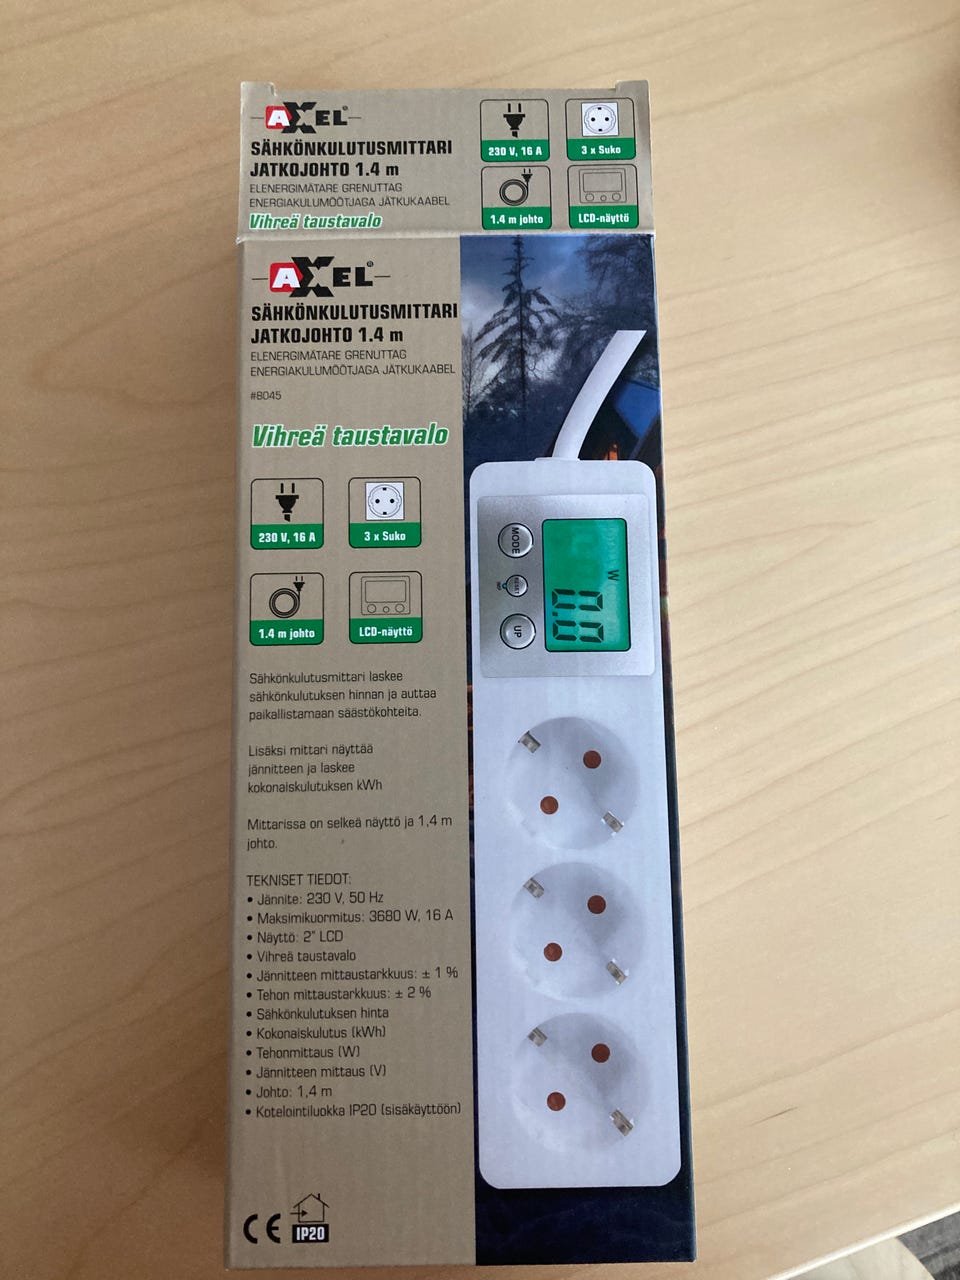 AXEL®
SÄHKÖNKULUTUSMITTARI
JATKOJOHTO 1.4 m
ELENERGIMÄTARE GRENUTTAG
ENERGIAKULUMÕÕTJAGA JÄTKUKAABEL
Vihreä taustavalo
230 V, 16 A
3 x Suko
1.4 m johto
LCD-näyttö
AXEL®
SÄHKÖNKULUTUSMITTARI
JATKOJOHTO 1.4 m
ELENERGIMÄTARE GRENUTTAG
ENERGIAKULUMÕÕTJAGA JÄTKUKAABEL
#8045
Vihreä taustavalo
230 V, 16 A
3 x Suko
1.4 m johto
LCD-näyttö
Sähkönkulutusmittari laskee
sähkönkulutuksen hinnan ja auttaa
paikallistamaan säästökohteita.
Lisäksi mittari näyttää
jännitteen ja laskee
kokonaiskulutuksen kWh
Mittarissa on selkeä näyttö ja 1,4 m
johto.
TEKNISET TIEDOT:
• Jännite: 230 V, 50 Hz
• Maksimikuormitus: 3680 W, 16 A
• Näyttö: 2" LCD
• Vihreä taustavalo
• Jännitteen mittaustarkkuus: ± 1 %
• Tehon mittaustarkkuus: ± 2 %
• Sähkönkulutuksen hinta
• Kokonaiskulutus (kWh)
• Tehonmittaus (W)
• Jännitteen mittaus (V)
• Johto: 1,4 m
• Kotelointiluokka IP20 (sisäkäyttöön)
CE
IP20
MODE
RESET
UP
W
0.0